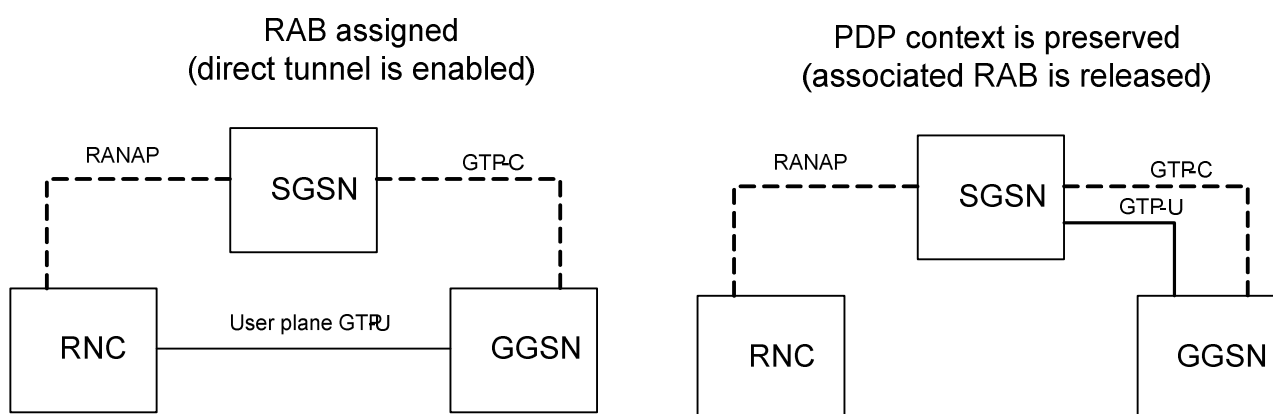 RAB assigned
(direct tunnel is enabled)
RANAP
GTP-C
SGSN
User plane GTP-U
RNC
GGSN
PDP context is preserved
(associated RAB is released)
RANAP
GTP-C
SGSN
GTP-U
RNC
GGSN